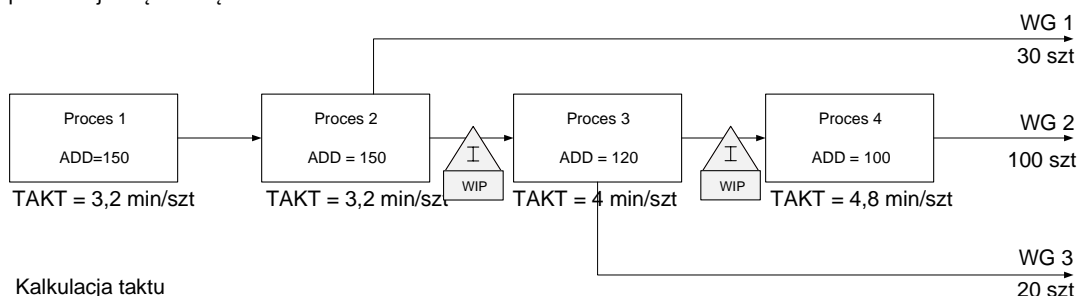 WG 1
30 szt
Proces 1
ADD=150
Proces 2
ADD = 150
Proces 3
ADD = 120
Proces 4
ADD = 100
I
WIP
I
WIP
WG 2
100 szt
TAKT = 3,2 min/szt
TAKT = 3,2 min/szt
TAKT = 4 min/szt
TAKT = 4,8 min/szt
WG 3
20 szt
Kalkulacja taktu